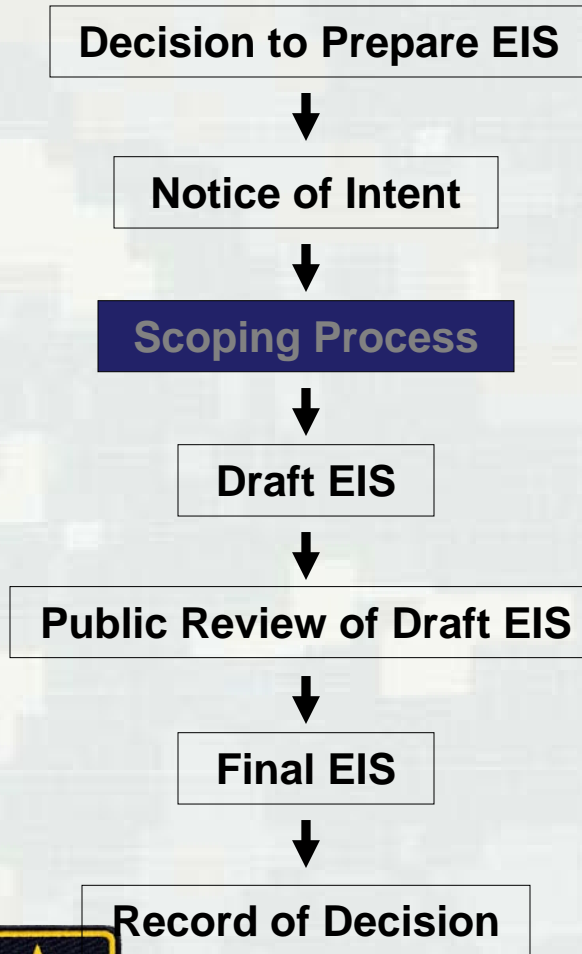 Decision to Prepare EIS
Notice of Intent
Scoping Process
Draft EIS
Public Review of Draft EIS
Final EIS
Record of Decision